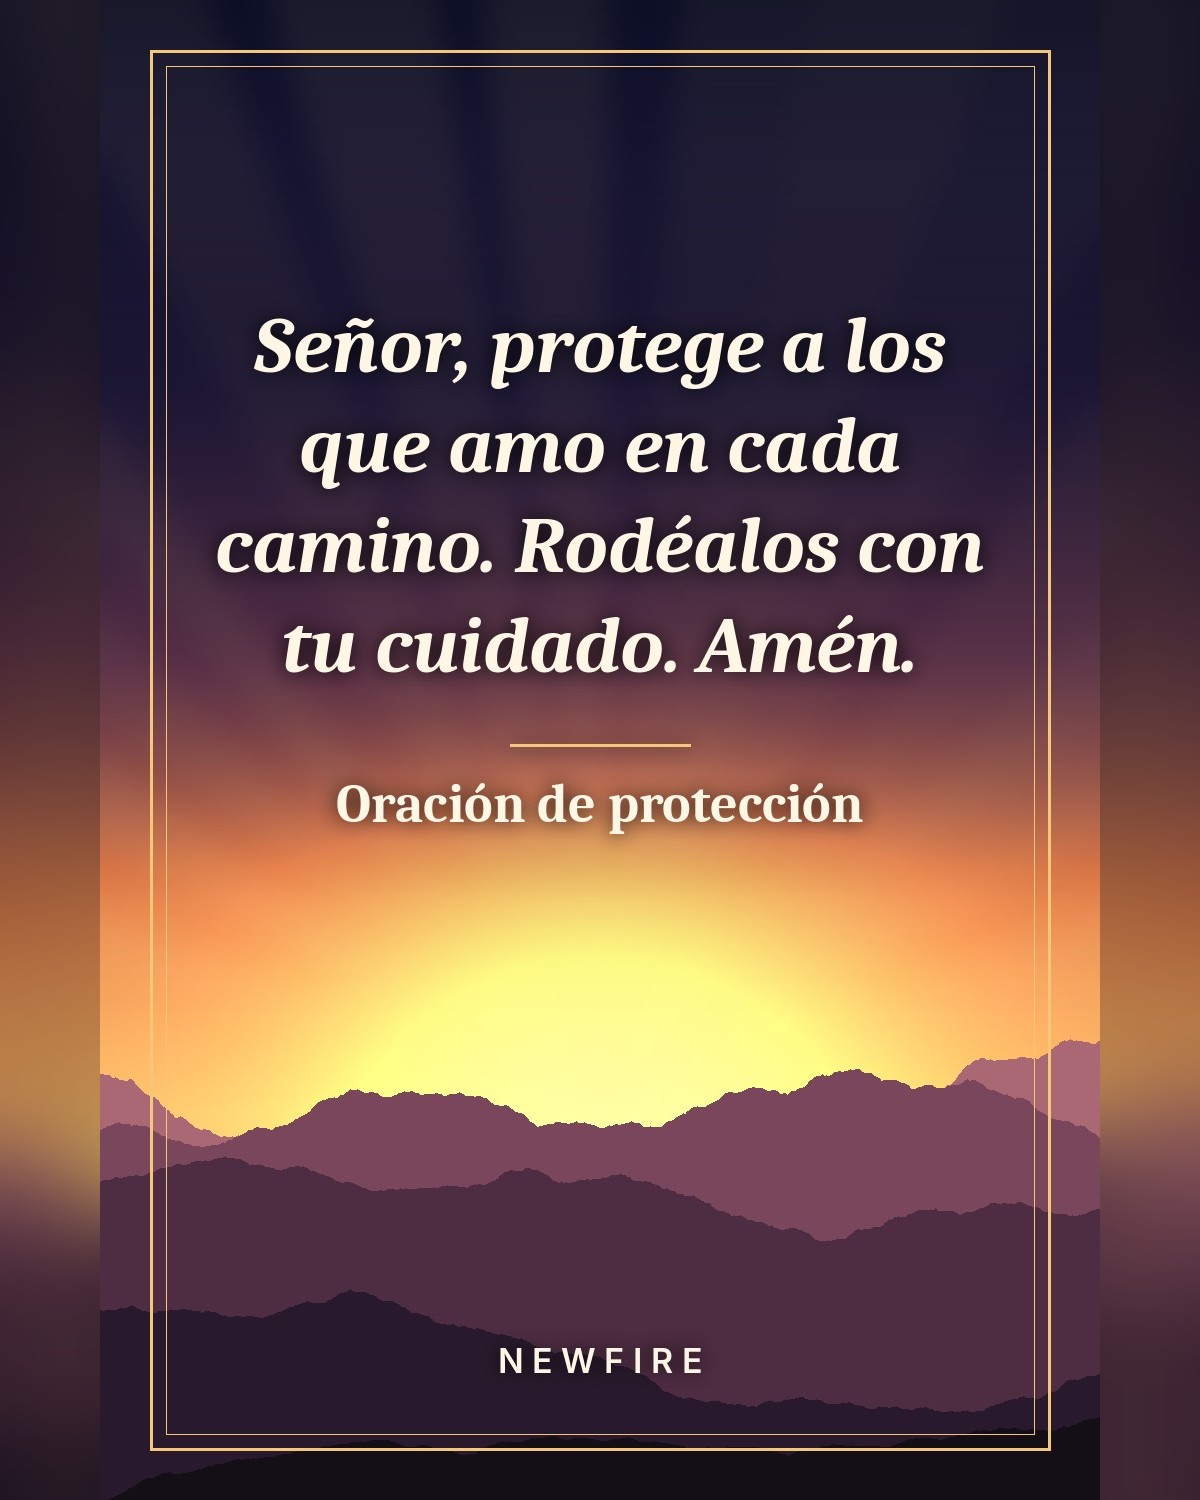 Señor, protege a los
que amo en cada
camino. Rodéalos con
tu cuidado. Amén.
Oración de protección
NEWFIRE